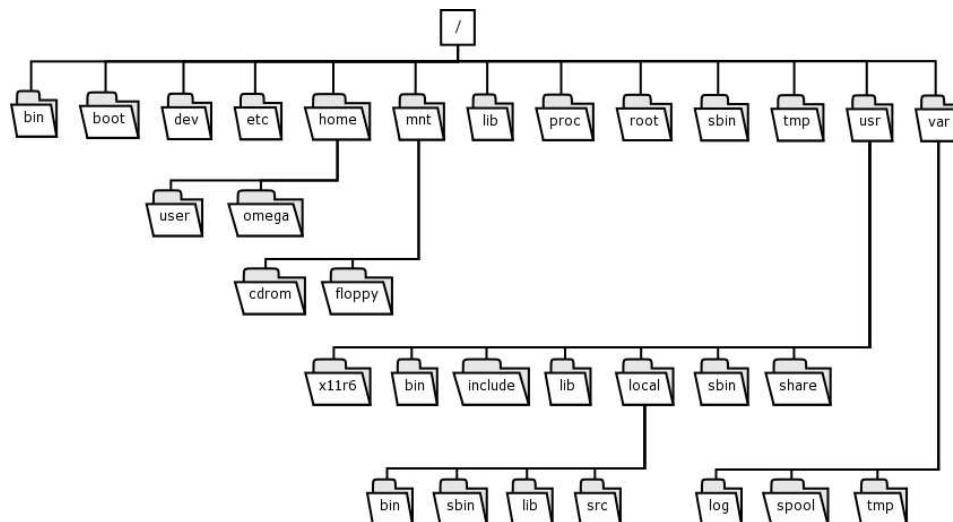 /
bin boot dev etc home mnt lib proc root sbin tmp usr var
user omega
cdrom floppy
x11r6 bin include lib local sbin share
bin sbin lib src log spool tmp